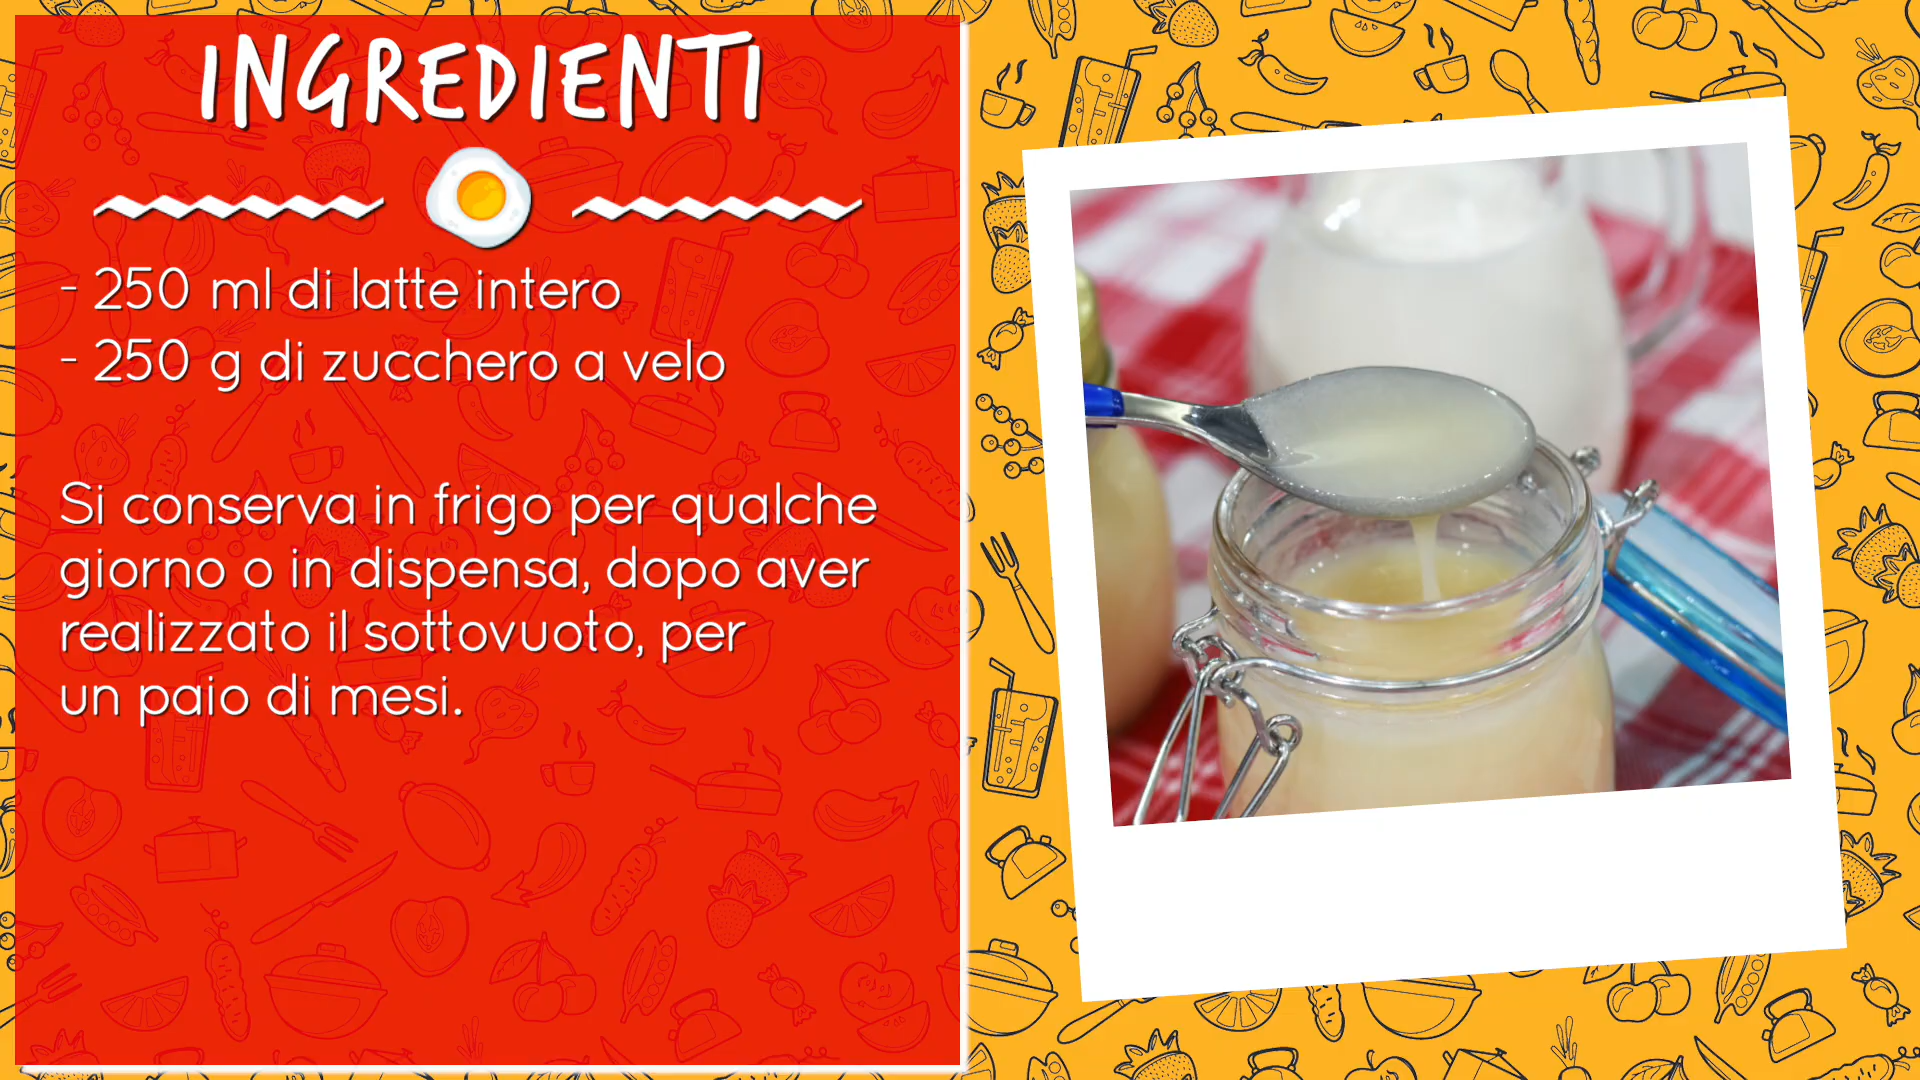 INGREDIENTI
- 250 ml di latte intero
- 250 g di zucchero a velo
Si conserva in frigo per qualche
giorno o in dispensa, dopo aver
realizzato il sottovuoto, per
un paio di mesi.